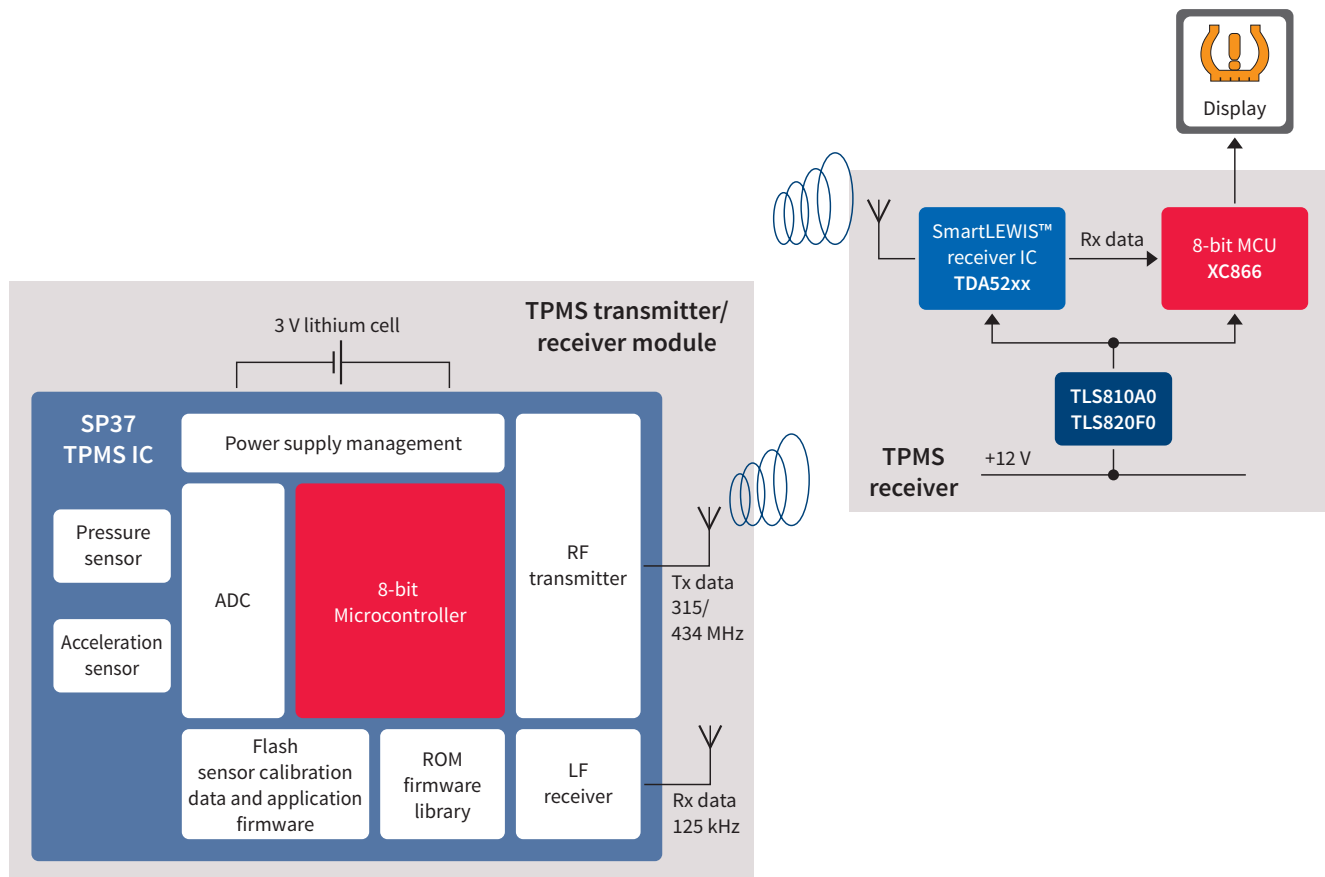 Display
SmartLEWIS™
receiver IC
TDA52xx
Rx data
8-bit MCU
XC866
TLS810A0
TLS820F0
TPMS
receiver
+12 V
TPMS transmitter/
receiver module
3 V lithium cell
SP37
TPMS IC
Power supply management
Pressure
sensor
Acceleration
sensor
ADC
8-bit
Microcontroller
RF
transmitter
Tx data
315/
434 MHz
Flash
sensor calibration
data and application
firmware
ROM
firmware
library
LF
receiver
Rx data
125 kHz